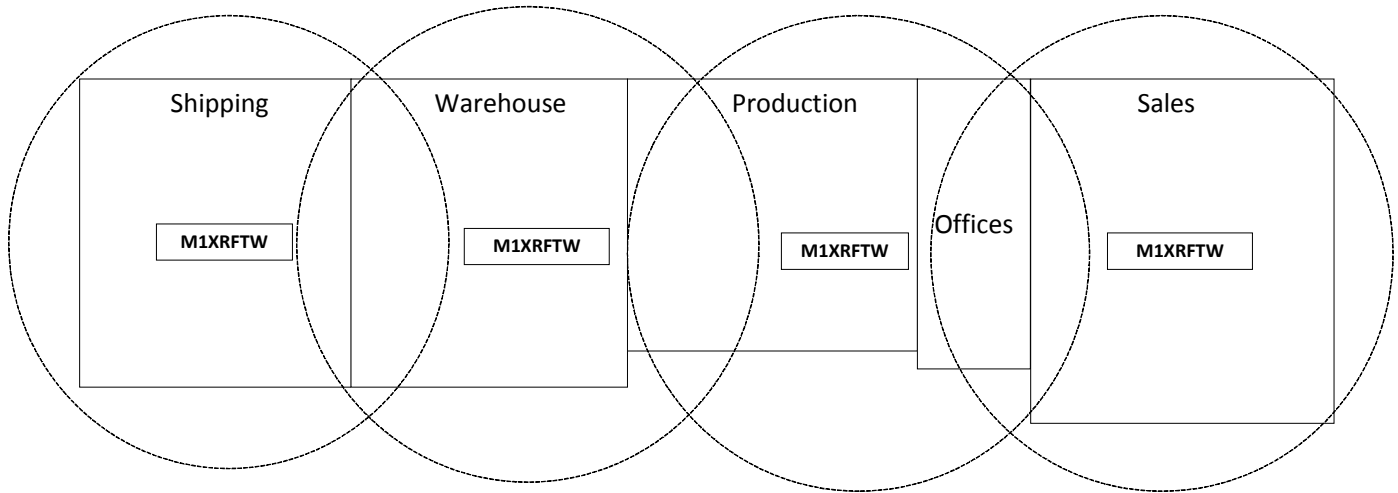 Shipping
Warehouse
Production
Sales
Offices
M1XRFTW
M1XRFTW
M1XRFTW
M1XRFTW